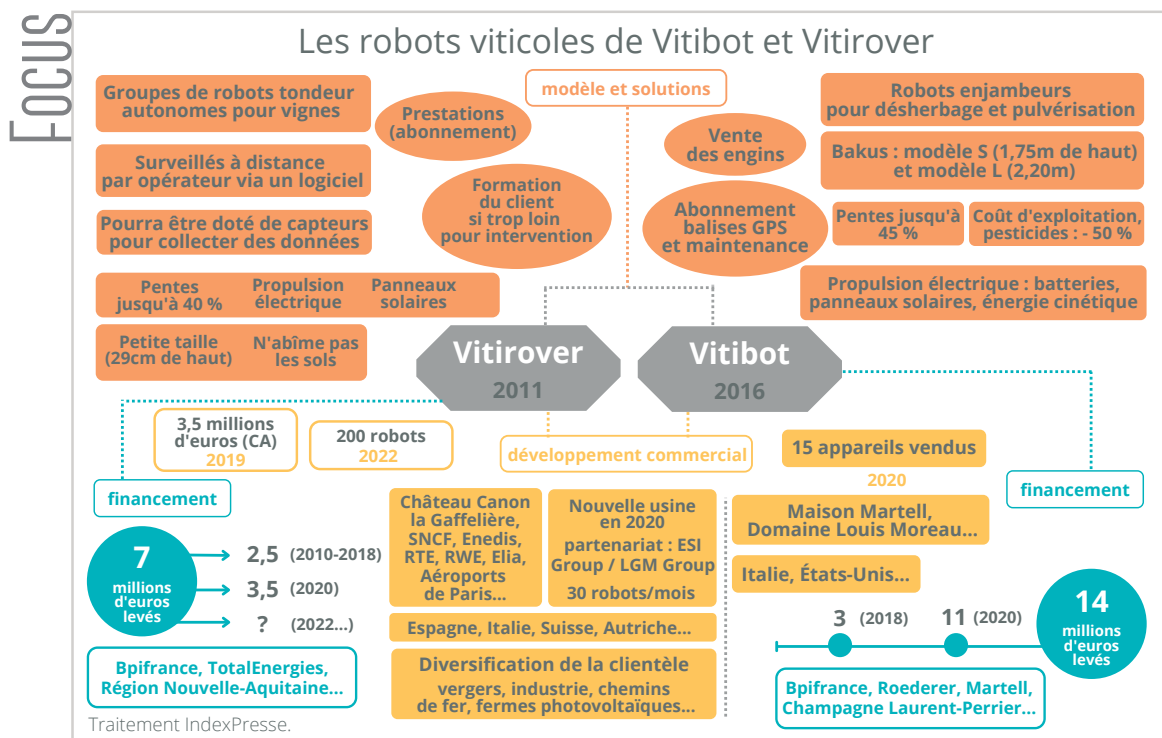 FOCUS
Les robots viticoles de Vitibot et Vitirover
modèle et solutions
Groupes de robots tondeur
autonomes pour vignes
Surveillés à distance
par opérateur via un logiciel
Pourra être doté de capteurs
pour collecter des données
Pentes
jusqu'à 40 %
Propulsion
électrique
Panneaux
solaires
Petite taille
(29cm de haut)
N'abîme pas
les sols
Prestations
(abonnement)
Formation
du client
si trop loin
pour intervention
Vente
des engins
Abonnement
balises GPS
et maintenance
Robots enjambeurs
pour désherbage et pulvérisation
Bakus : modèle S (1,75m de haut)
et modèle L (2,20m)
Pentes jusqu'à
45 %
Coût d'exploitation,
pesticides : - 50 %
Propulsion électrique : batteries,
panneaux solaires, énergie cinétique
Vitirover
2011
Vitibot
2016
3,5 millions
d'euros (CA)
2019
200 robots
2022
développement commercial
15 appareils vendus
2020
financement
7
millions
d'euros
levés
2,5 (2010-2018)
3,5 (2020)
? (2022...)
Bpifrance, TotalEnergies,
Région Nouvelle-Aquitaine...
Château Canon
la Gaffelière,
SNCF, Enedis,
RTE, RWE, Elia,
Aéroports
de Paris...
Nouvelle usine
en 2020
partenariat : ESI
Group / LGM Group
30 robots/mois
Espagne, Italie, Suisse, Autriche...
Diversification de la clientèle
vergers, industrie, chemins
de fer, fermes photovoltaïques...
Maison Martell,
Domaine Louis Moreau...
Italie, États-Unis...
financement
3 (2018)
11 (2020)
14
millions
d'euros
levés
Bpifrance, Roederer, Martell,
Champagne Laurent-Perrier...
Traitement IndexPresse.